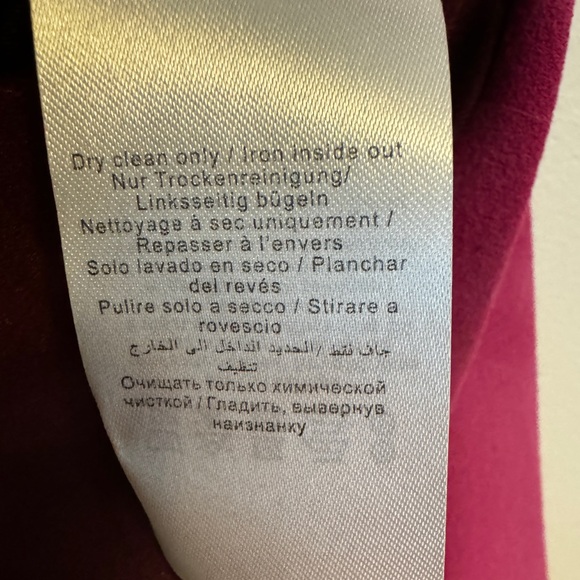 Dry clean only / Iron inside out
Nur Trockenreinigung/
Linksseitig bügeln
Nettoyage à sec uniquement /
Repasser à l'envers
Solo lavado en seco / Planchar
del revés
Pulire solo a secco / Stirare a
rovescio
جاف نقط /الحديد الداخل الى الخارج
تنظيف
Очищать только химической
чисткой / Гладить, вывернув
наизнанку